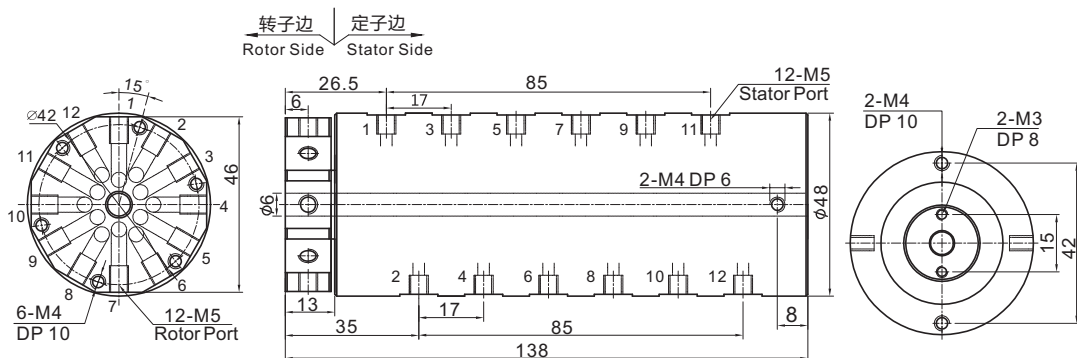 转子边 定子边
Rotor Side Stator Side
26.5
85
12-M5
Stator Port
6
17
15°
1
2
3
4
5
6
7
8
9
10
11
12
Ø42
46
6-M4
DP 10
12-M5
Rotor Port
1 3 5 7 9 11
ϕ6
2-M4 DP 6
ϕ48
2 4 6 8 10 12
13
17
8
35
85
138
2-M4
DP 10
2-M3
DP 8
15
42